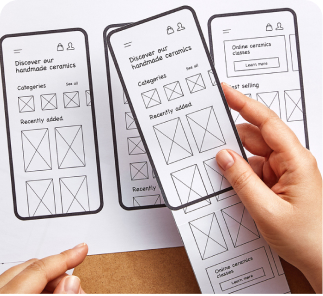 Discover our
handmade ceramics
Categories
See all
Recently added
Recently
Recently
Discover our
handmade ceramics
Categories
See all
Recently added
Online ceramics
classes
Learn more
st selling
Online ceramics
classes
Learn more